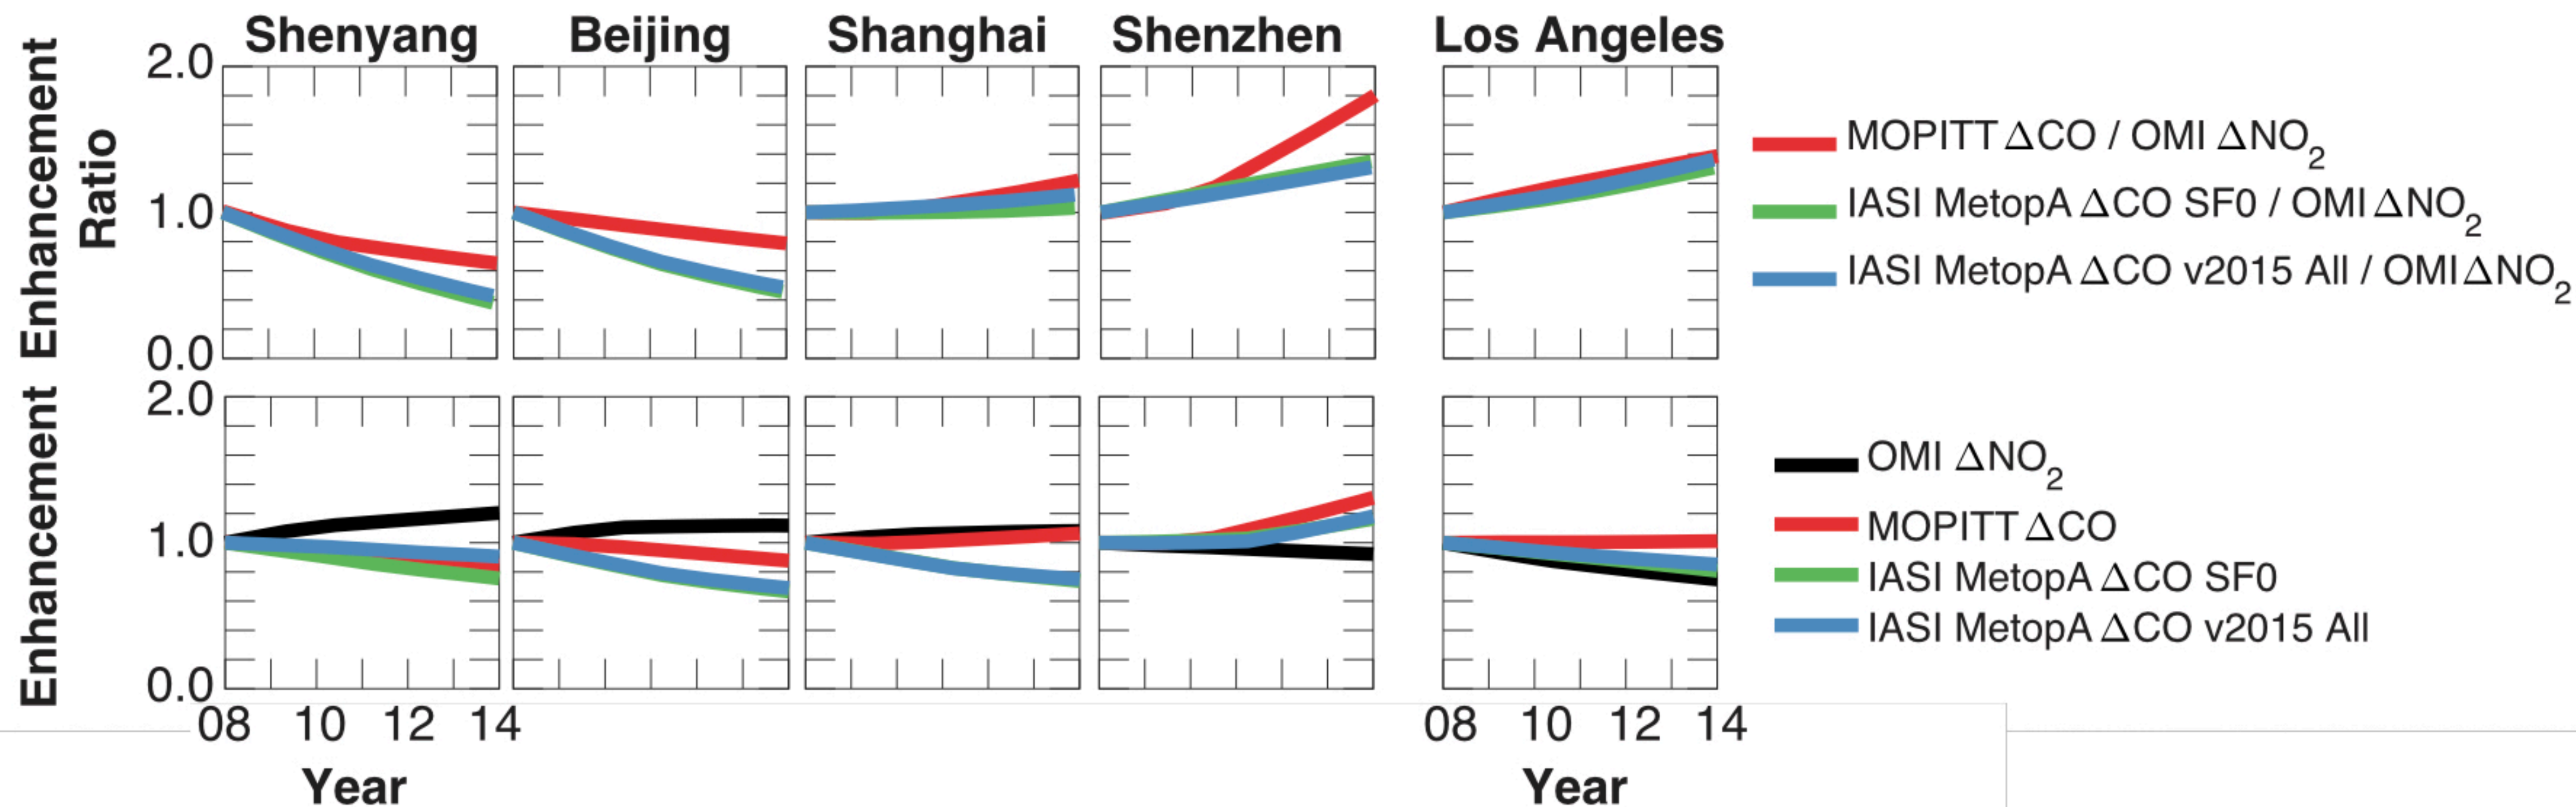 Shenyang Beijing Shanghai Shenzhen Los Angeles
Enhancement
Ratio
2.0
1.0
0.0
MOPITT ΔCO / OMI ΔNO₂
IASI MetopA ΔCO SF0 / OMI ΔNO₂
IASI MetopA ΔCO v2015 All / OMI ΔNO₂
Enhancement
2.0
1.0
0.0
OMI ΔNO₂
MOPITT ΔCO
IASI MetopA ΔCO SF0
IASI MetopA ΔCO v2015 All
08 10 12 14 08 10 12 14
Year Year